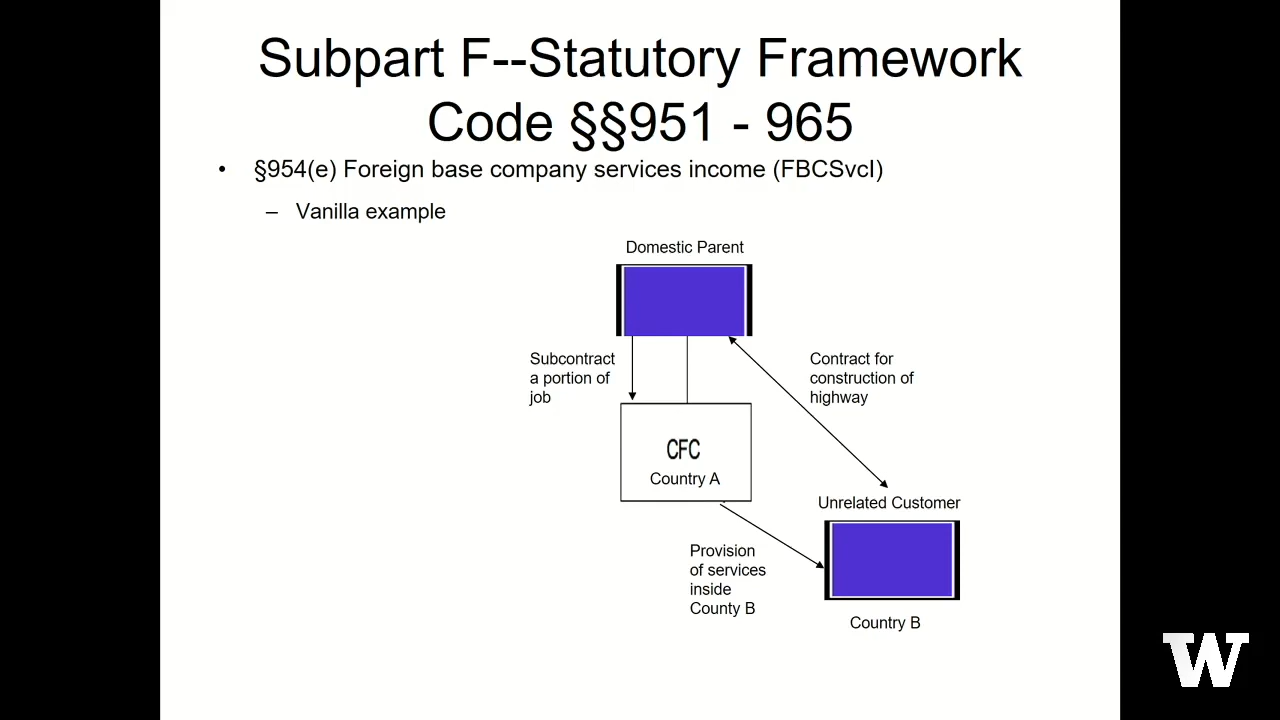 Subpart F--Statutory Framework
Code §§951 - 965
• §954(e) Foreign base company services income (FBCSvcI)
– Vanilla example
Domestic Parent
Subcontract
a portion of
job
Contract for
construction of
highway
CFC
Country A
Unrelated Customer
Provision
of services
inside
County B
Country B
W